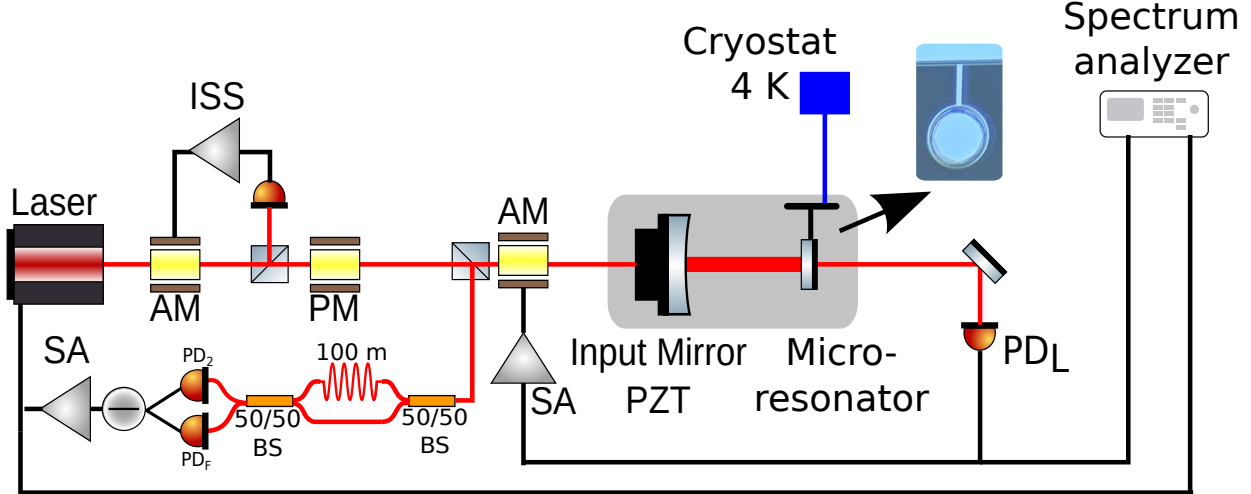 Spectrum
analyzer
Cryostat
4 K
ISS
Laser
AM
AM
PM
SA
PD2
100 m
50/50
BS
50/50
BS
PDF
SA
Input Mirror
PZT
Micro-
resonator
PDL